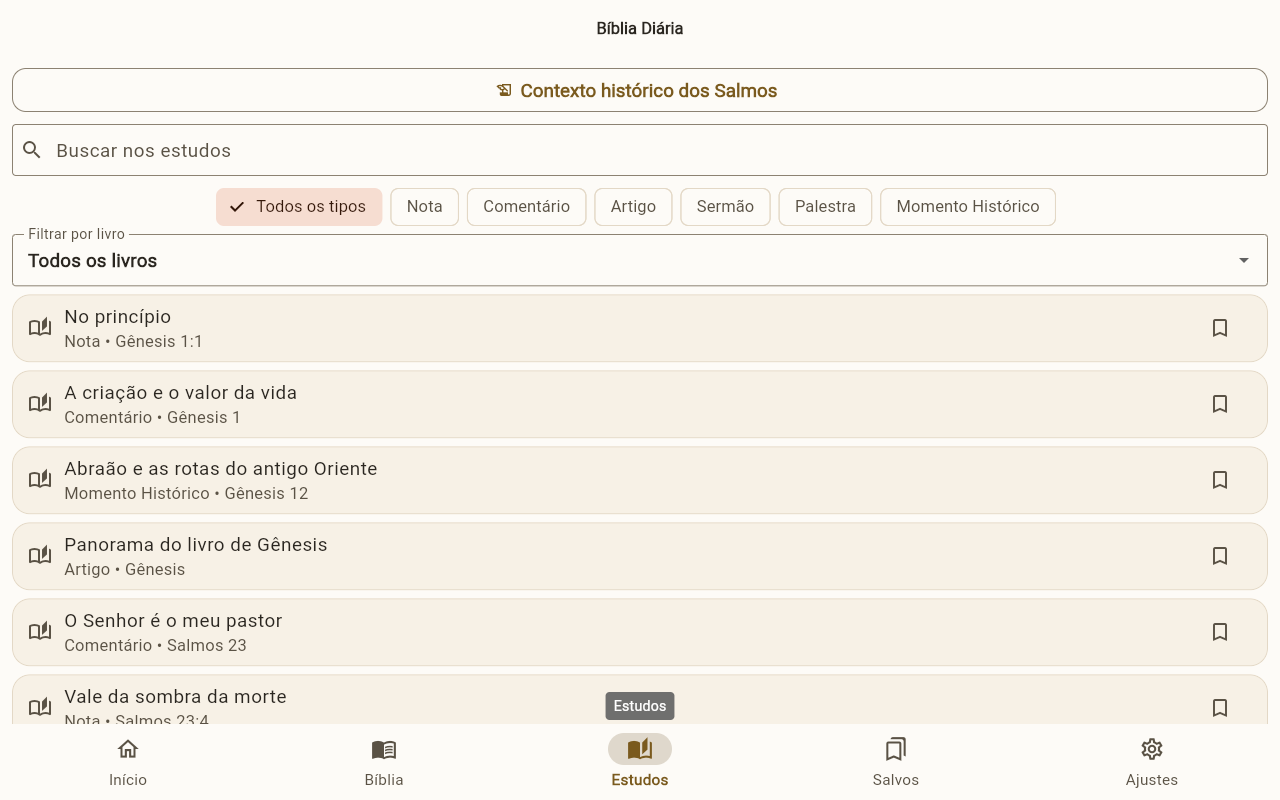 Bíblia Diária
Contexto histórico dos Salmos
Buscar nos estudos
Todos os tipos
Nota
Comentário
Artigo
Sermão
Palestra
Momento Histórico
Filtrar por livro
Todos os livros
No princípio
Nota • Gênesis 1:1
A criação e o valor da vida
Comentário • Gênesis 1
Abraão e as rotas do antigo Oriente
Momento Histórico • Gênesis 12
Panorama do livro de Gênesis
Artigo • Gênesis
O Senhor é o meu pastor
Comentário • Salmos 23
Vale da sombra da morte
Nota • Salmos 23:4
Estudos
Início
Bíblia
Estudos
Salvos
Ajustes